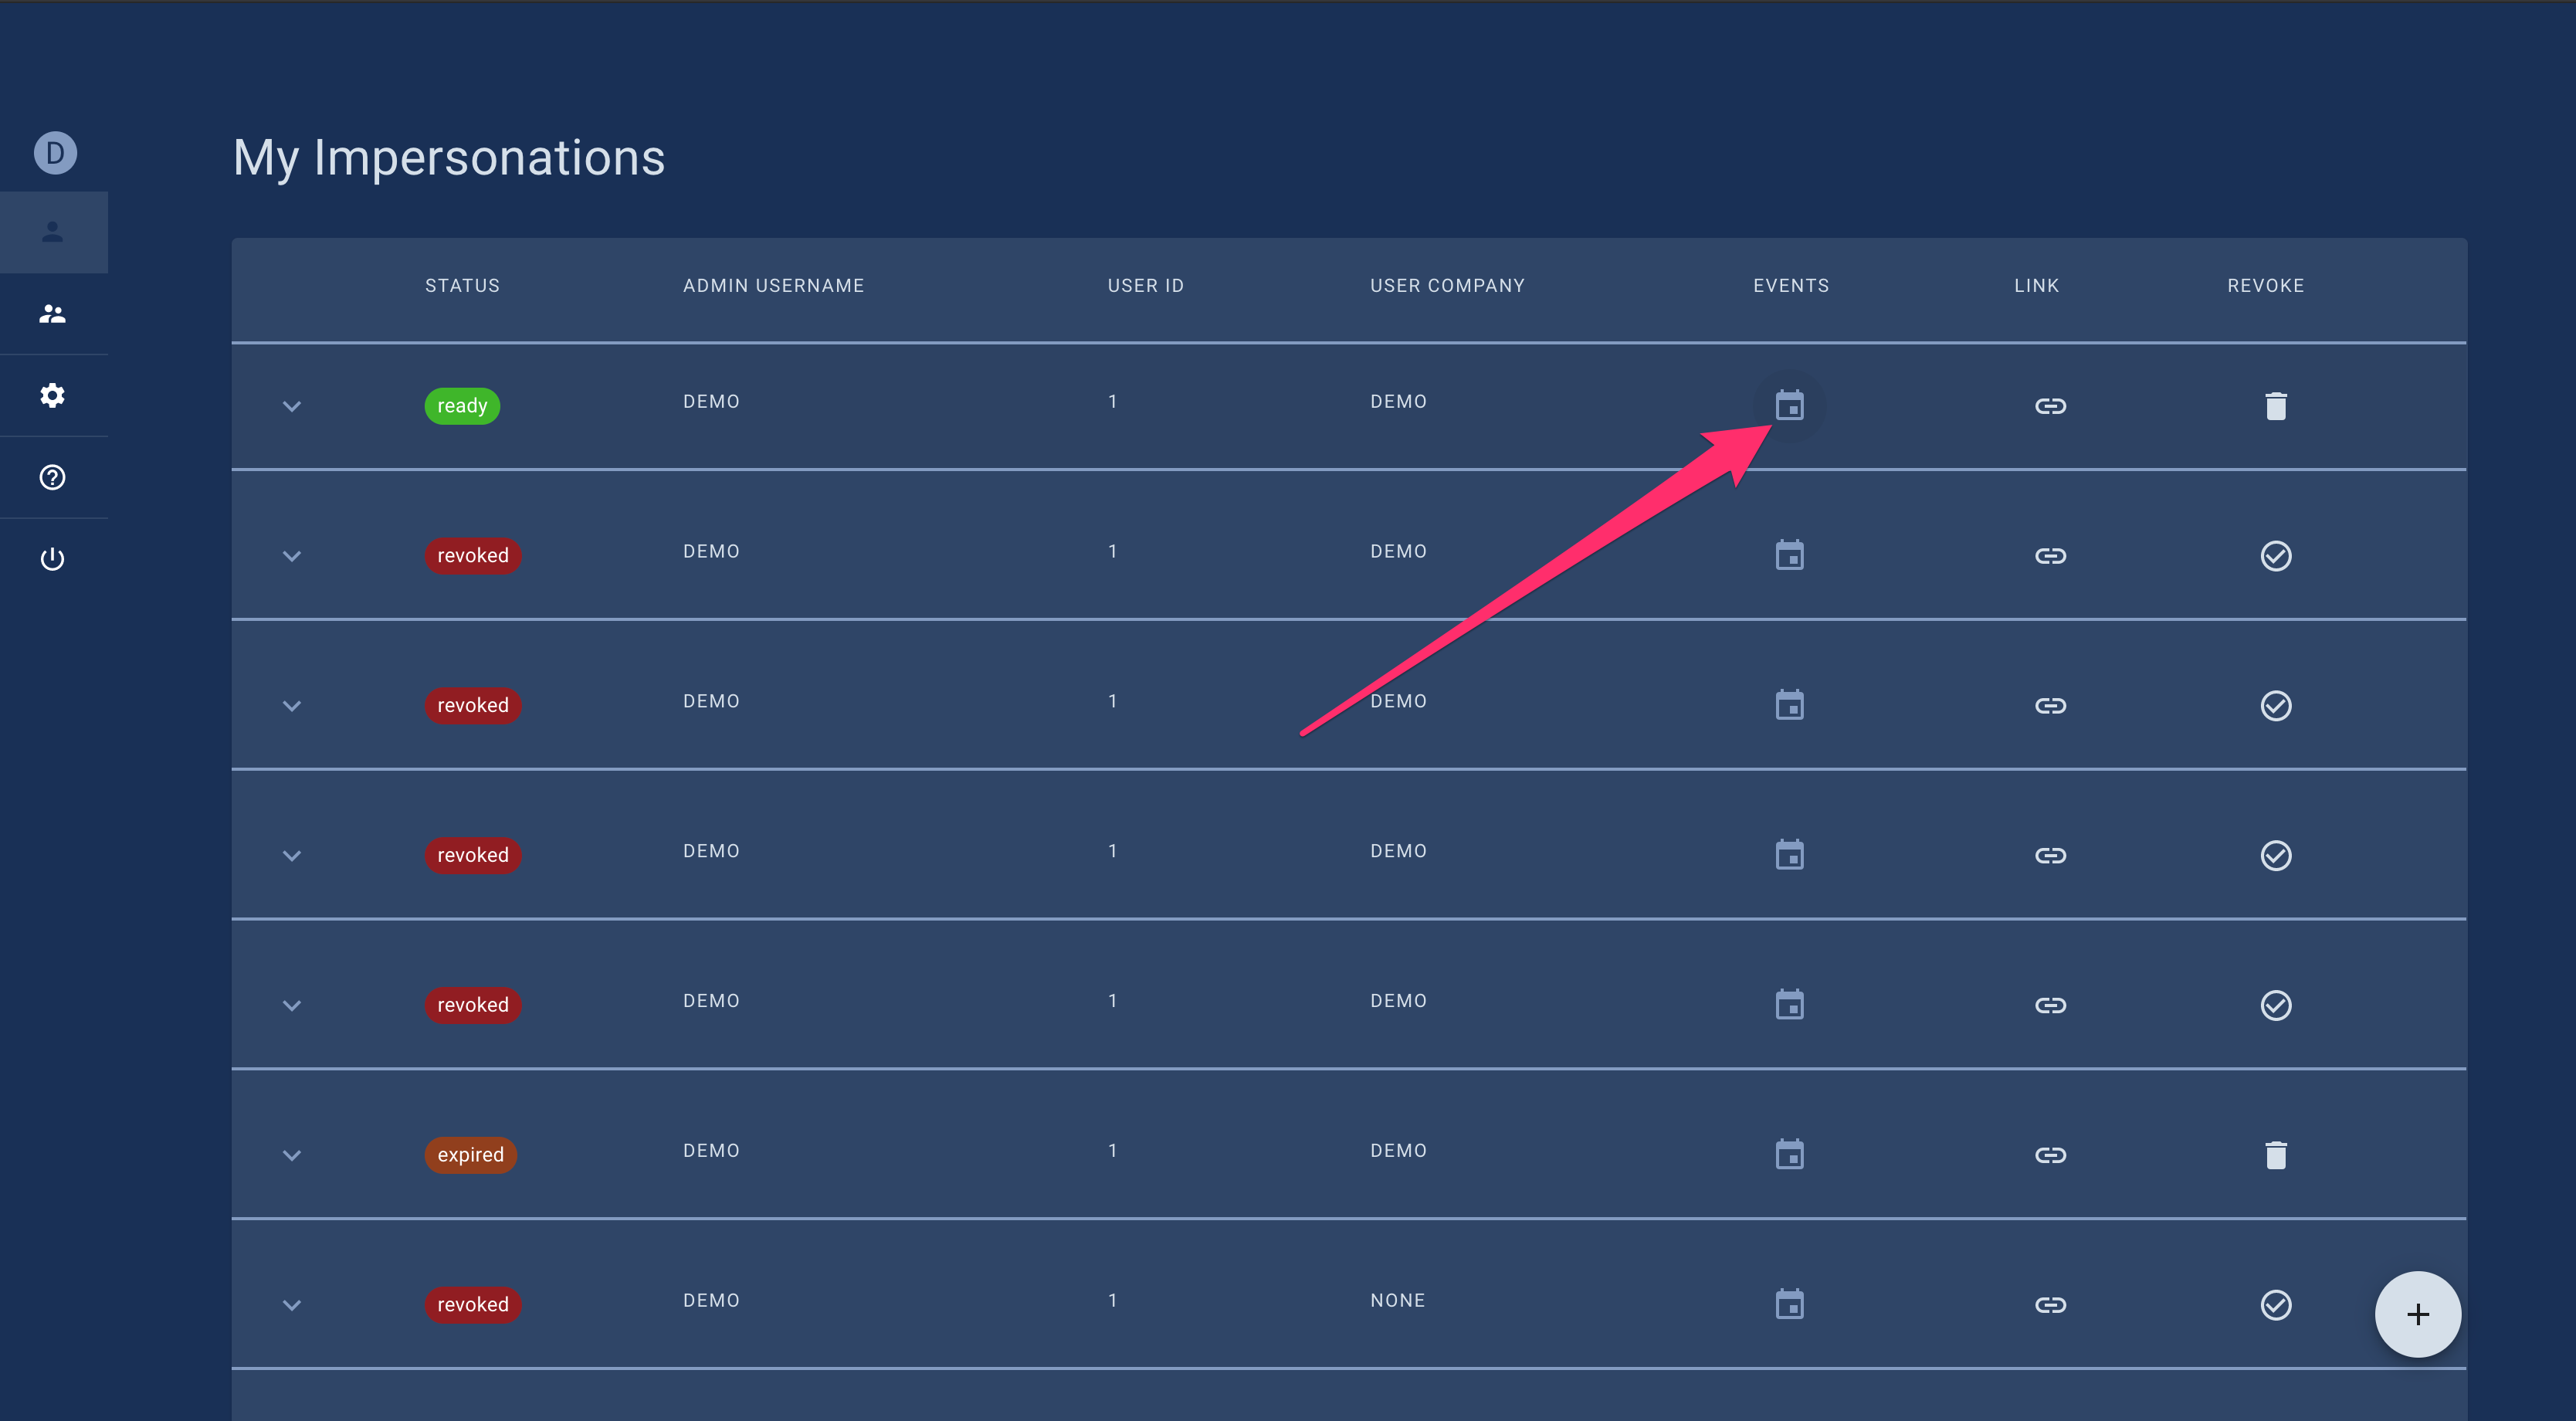 D
My Impersonations
STATUS ADMIN USERNAME USER ID USER COMPANY EVENTS LINK REVOKE
ready DEMO 1 DEMO
revoked DEMO 1 DEMO
revoked DEMO 1 DEMO
revoked DEMO 1 DEMO
revoked DEMO 1 DEMO
expired DEMO 1 DEMO
revoked DEMO 1 NONE